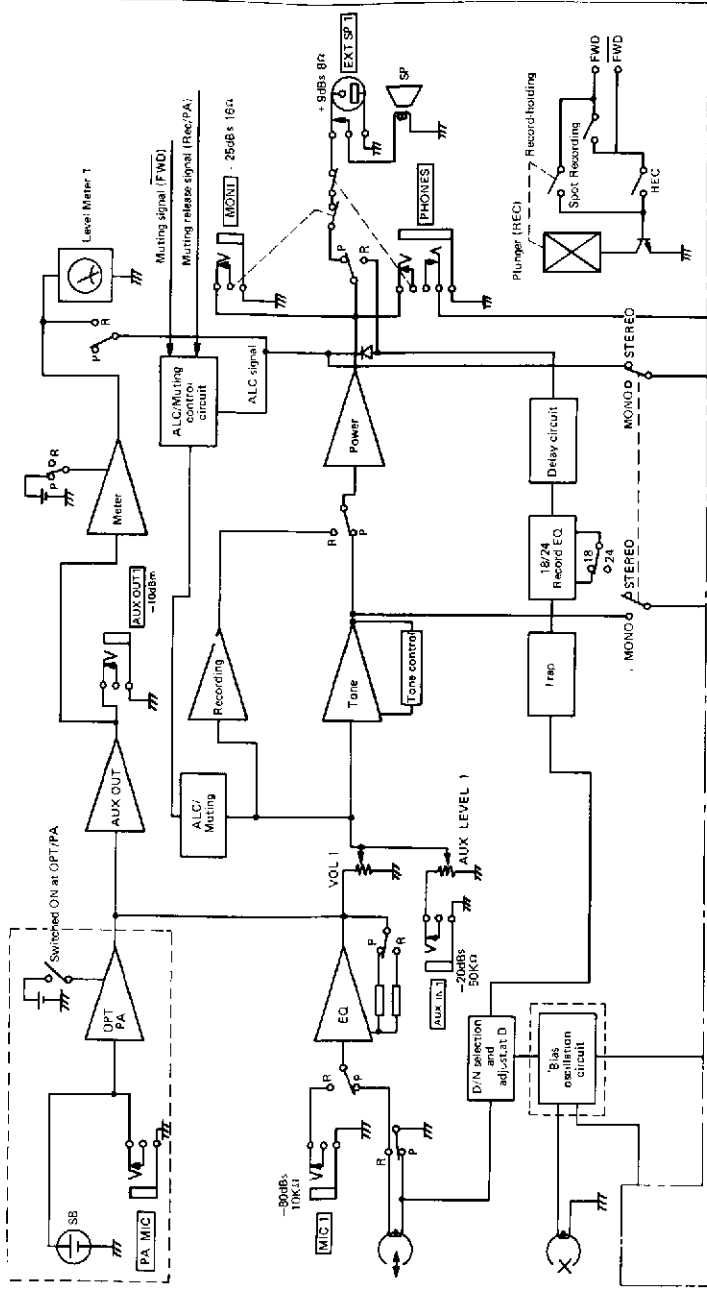 SB
PA MIC
OPT
PA
Switched ON at OPT/PA
AUX OUT
AUX OUT1
-10dBm
Meter
P
R
P
R
Level Meter 1
Muting signal (FWD)
Muting release signal (Rec/PA)
ALC/Muting
control
circuit
ALC signal
MONI
-25dBs 16Ω
+9dBs 8Ω
EXT SP 1
SP
PHONES
P
R
ALC/
Muting
Recording
R
P
Power
Tone
Tone control
-80dBs
10KΩ
MIC 1
R
P
R
P
EQ
P
R
VOL 1
AUX LEVEL 1
AUX IN 1
-20dBs
50KΩ
D/N selection
and
adjust.at D
Bias
oscillation
circuit
Trap
18/24
Record EQ
18
24
Delay circuit
MONO
STEREO
MONO
STEREO
Plunger (REC)
Record-holding
Spot Recording
REC
FWD
FWD